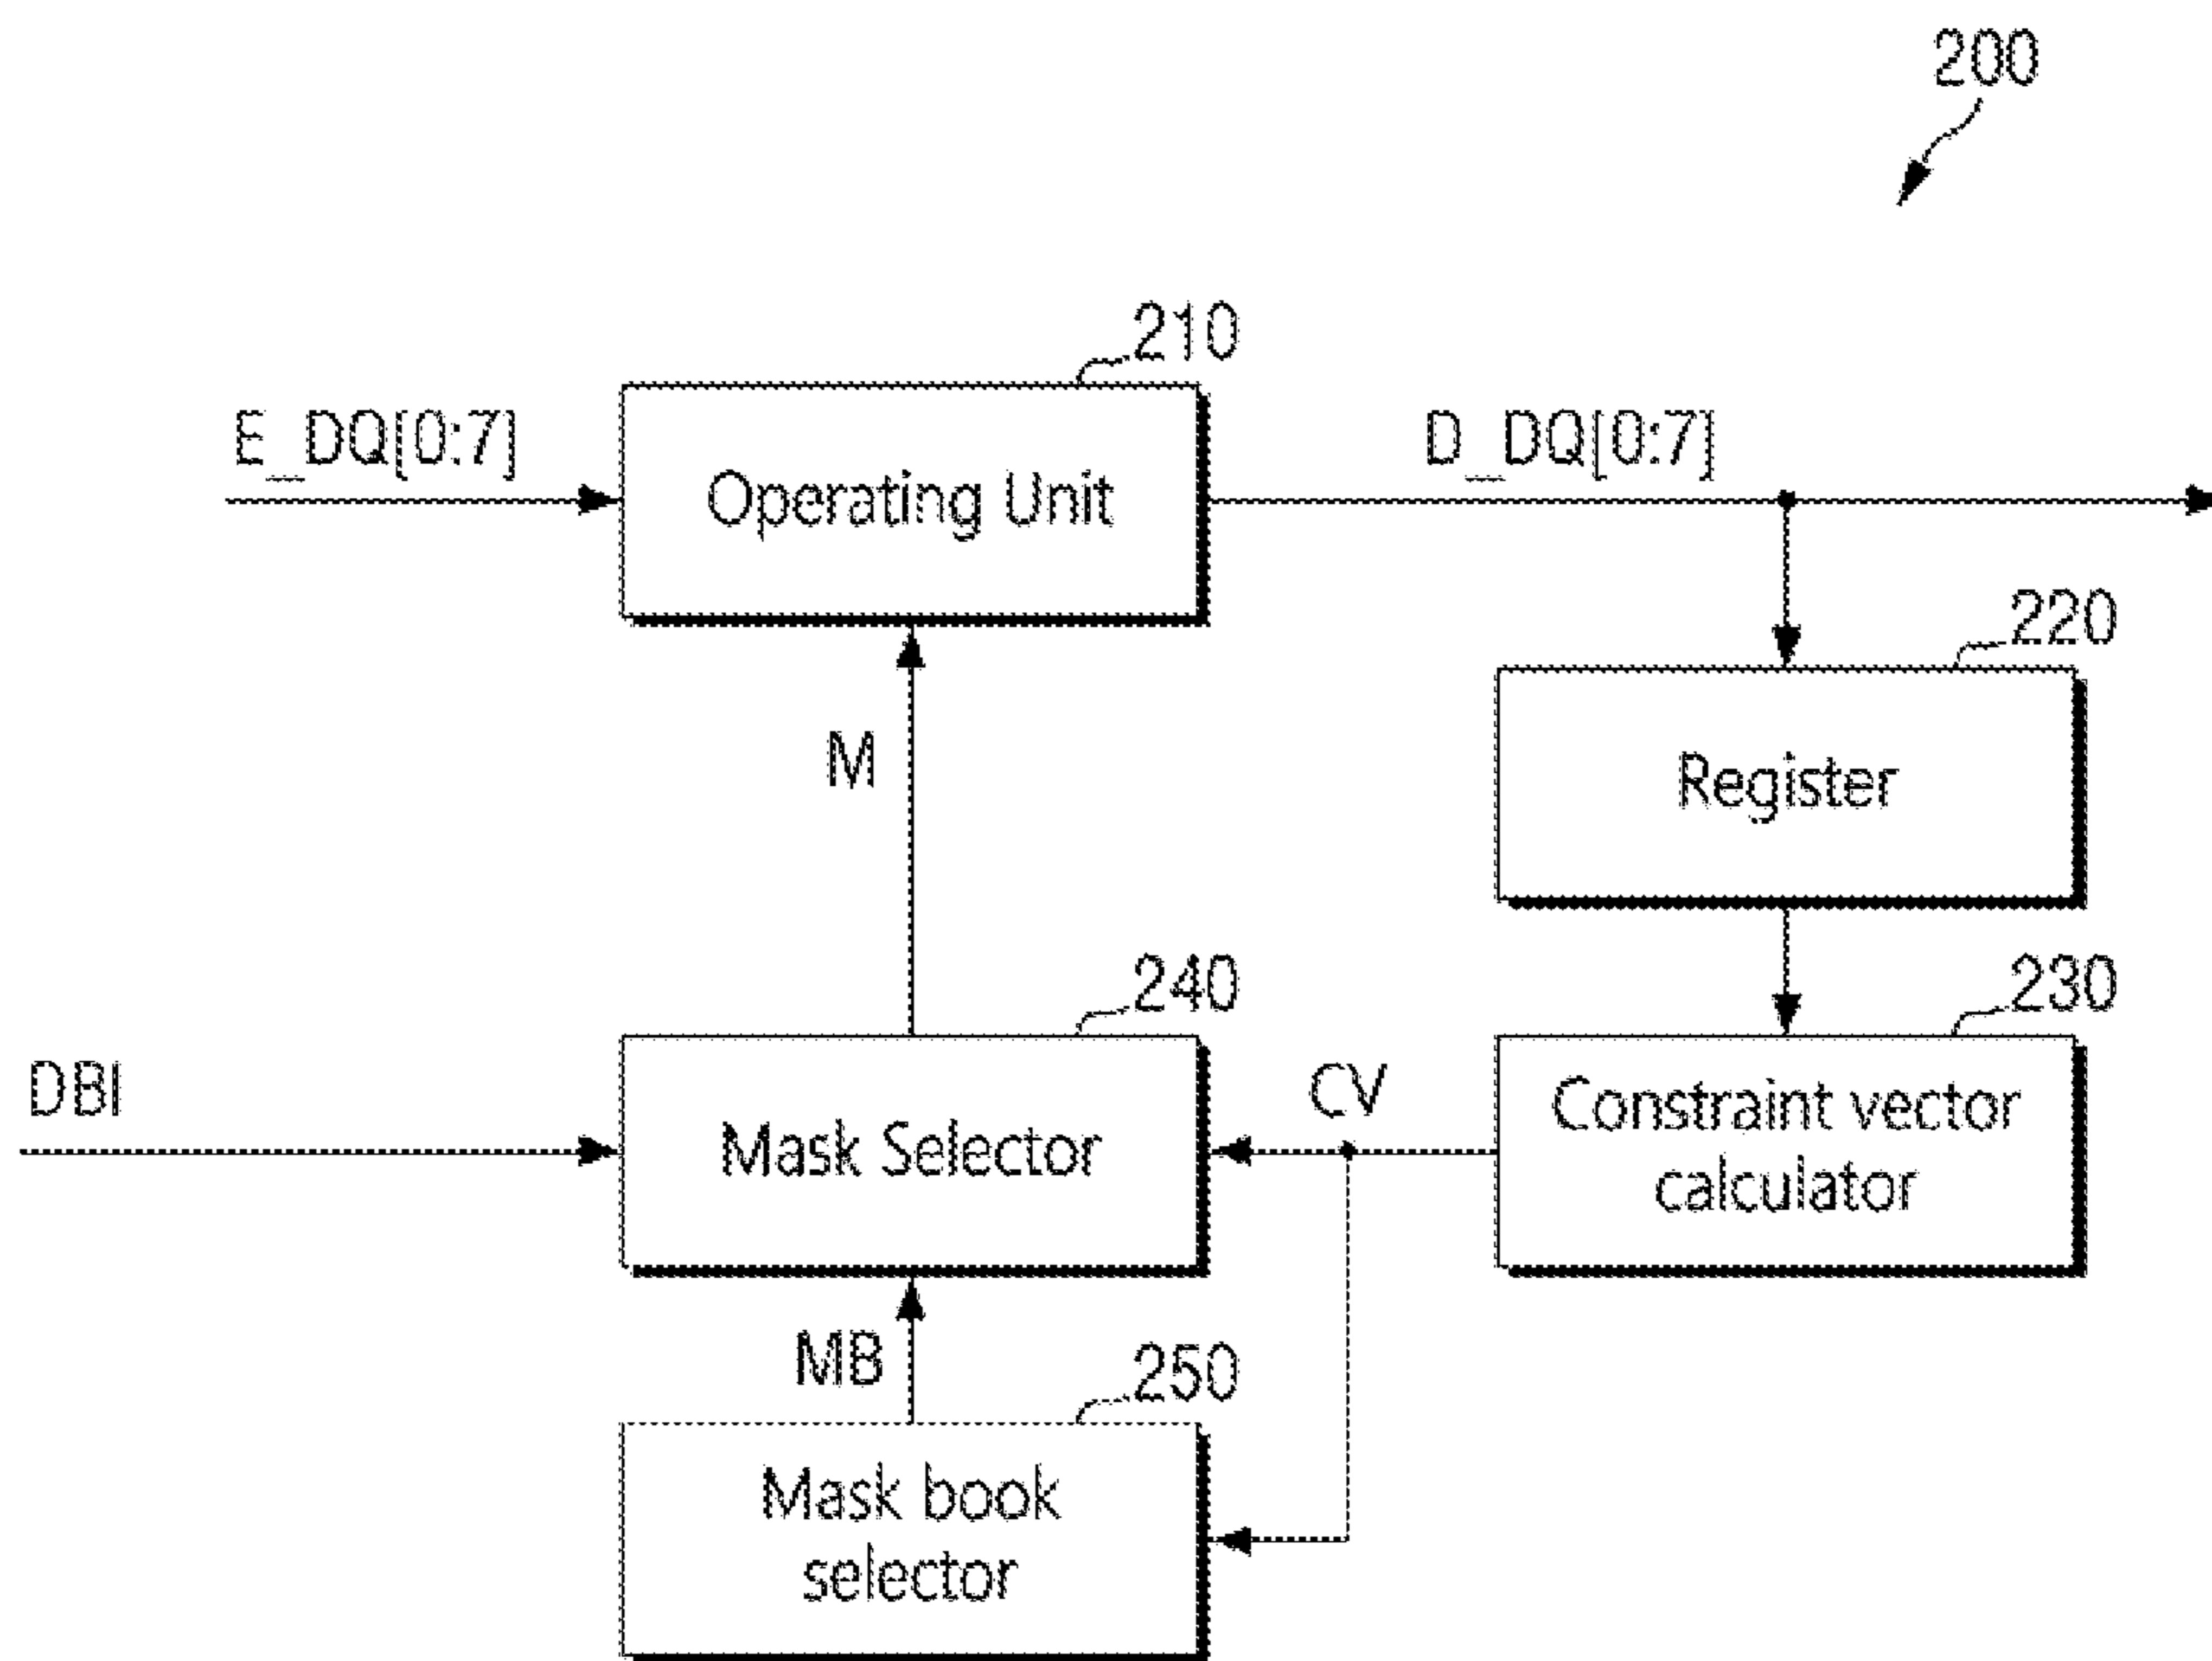 200
210
E_DQ[0:7]
Operating Unit
D_DQ[0:7]
220
M
Register
240
230
DBI
Mask Selector
CV
Constraint vector
calculator
MB
250
Mask book
selector